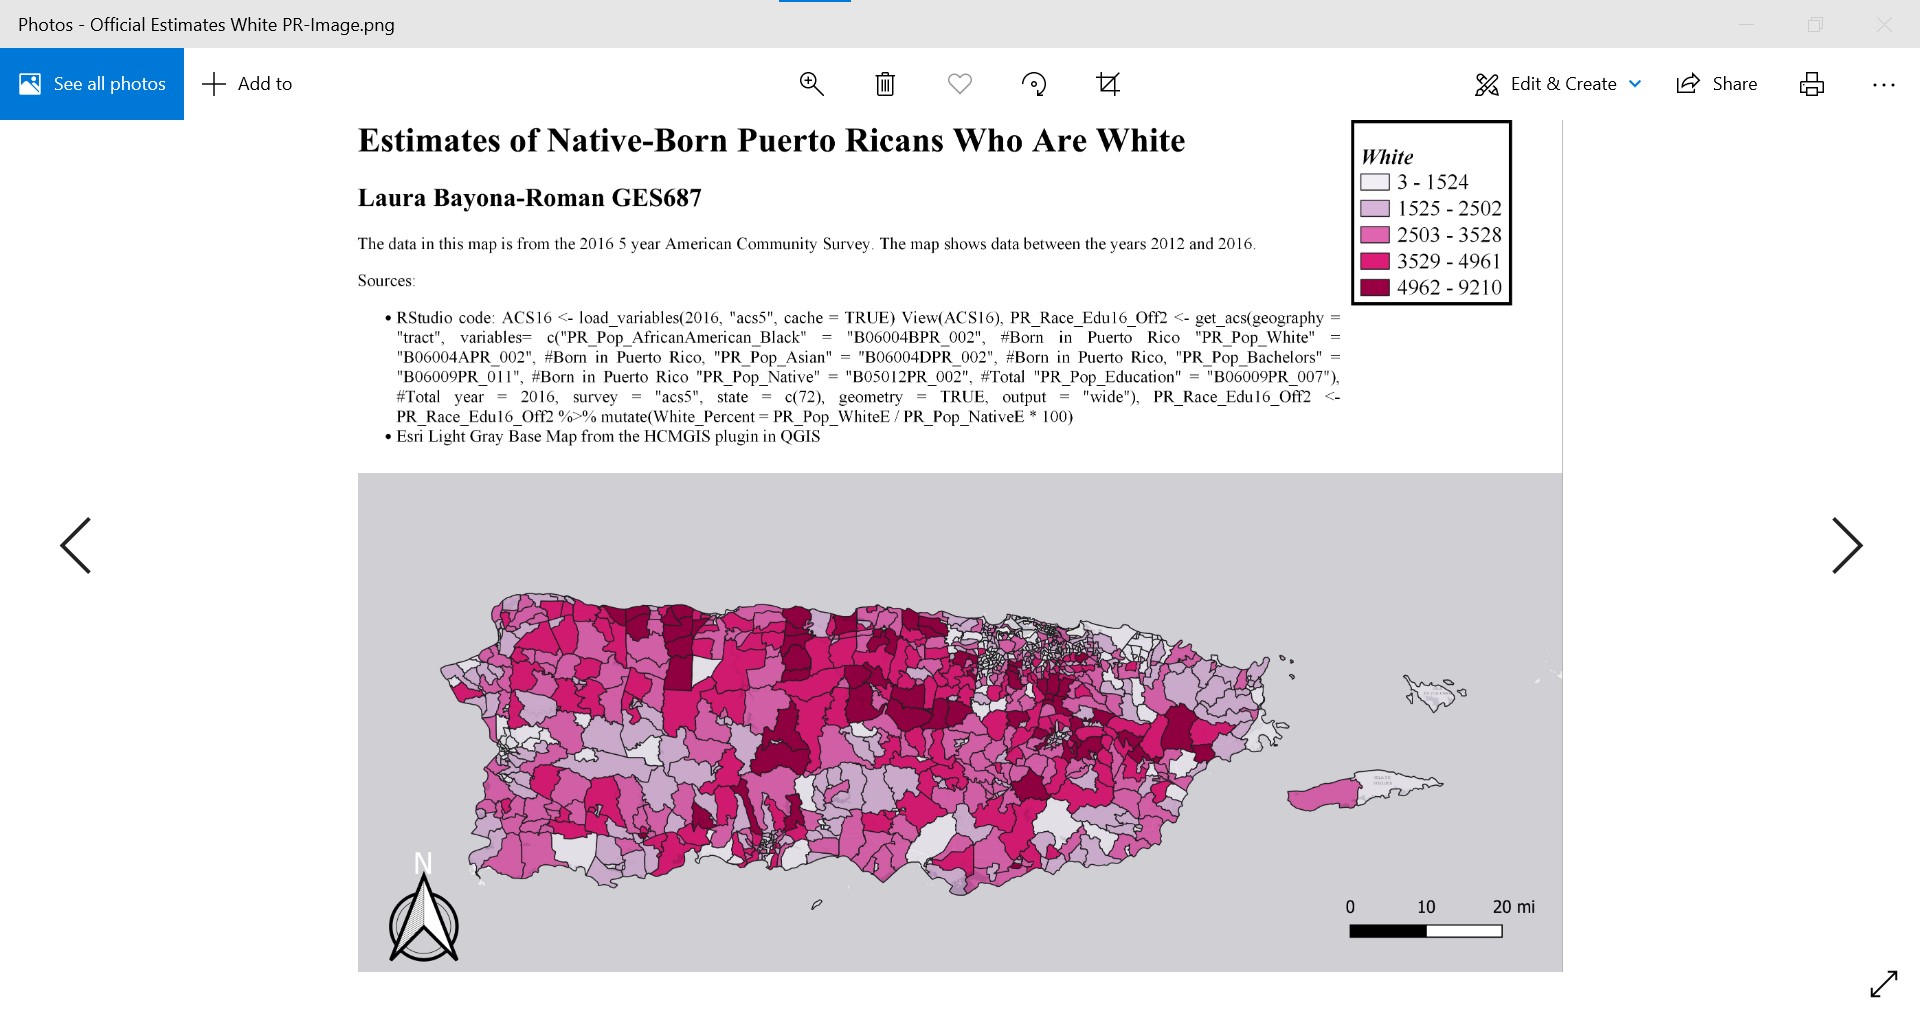 Photos - Official Estimates White PR-Image.png
See all photos
Add to
Edit & Create
Share
Estimates of Native-Born Puerto Ricans Who Are White
Laura Bayona-Roman GES687
The data in this map is from the 2016 5 year American Community Survey. The map shows data between the years 2012 and 2016.
Sources:
• RStudio code: ACS16 <- load_variables(2016, "acs5", cache = TRUE) View(ACS16), PR_Race_Edu16_Off2 <- get_acs(geography =
"tract", variables= c("PR_Pop_AfricanAmerican_Black" = "B06004BPR_002", #Born in Puerto Rico "PR_Pop_White" =
"B06004APR_002", #Born in Puerto Rico, "PR_Pop_Asian" = "B06004DPR_002", #Born in Puerto Rico, "PR_Pop_Bachelors" =
"B06009PR_011", #Born in Puerto Rico "PR_Pop_Native" = "B05012PR_002", #Total "PR_Pop_Education" = "B06009PR_007"),
#Total year = 2016, survey = "acs5", state = c(72), geometry = TRUE, output = "wide"), PR_Race_Edu16_Off2 <-
PR_Race_Edu16_Off2 %>% mutate(White_Percent = PR_Pop_WhiteE / PR_Pop_NativeE * 100)
• Esri Light Gray Base Map from the HCMGIS plugin in QGIS
White
3 - 1524
1525 - 2502
2503 - 3528
3529 - 4961
4962 - 9210
N
0 10 20 mi